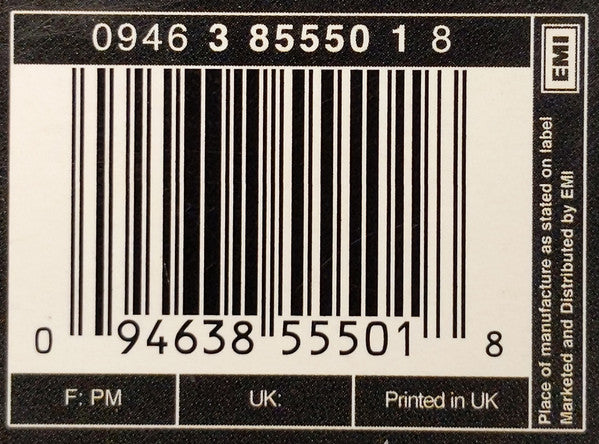 0946 3 85550 1 8
0 94638 55501 8
F: PM
UK:
Printed in UK
EMI
Place of manufacture as stated on label
Marketed and Distributed by EMI